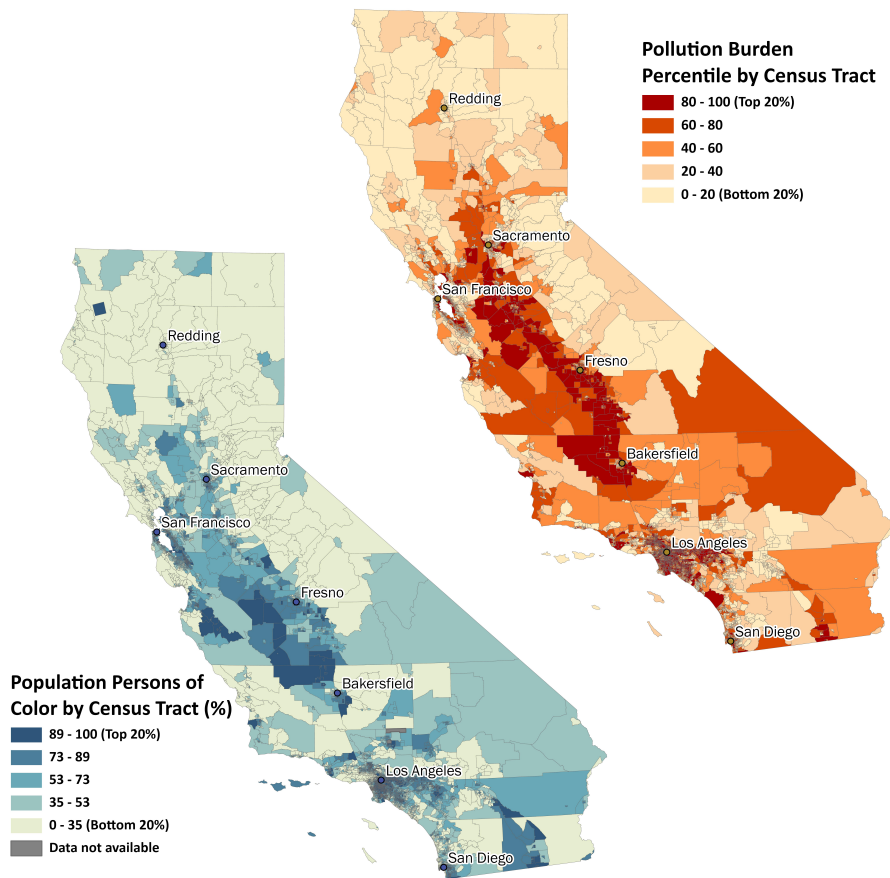 Pollution Burden
Percentile by Census Tract
80 - 100 (Top 20%)
60 - 80
40 - 60
20 - 40
0 - 20 (Bottom 20%)
Redding
Sacramento
San Francisco
Fresno
Bakersfield
Los Angeles
San Diego
Redding
Sacramento
San Francisco
Fresno
Bakersfield
Los Angeles
San Diego
Population Persons of
Color by Census Tract (%)
89 - 100 (Top 20%)
73 - 89
53 - 73
35 - 53
0 - 35 (Bottom 20%)
Data not available